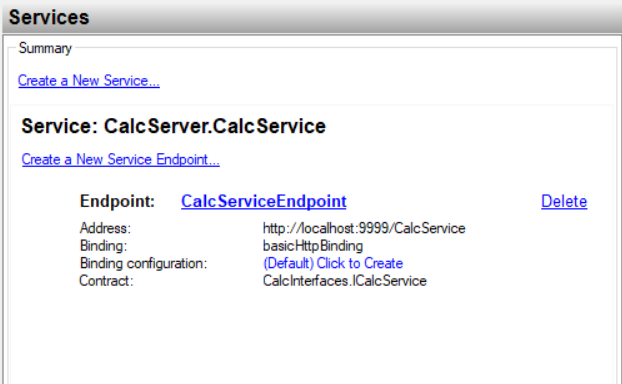 Services
Summary
Create a New Service...
Service: CalcServer.CalcService
Create a New Service Endpoint...
Endpoint: CalcServiceEndpoint Delete
Address: http://localhost:9999/CalcService
Binding: basicHttpBinding
Binding configuration: (Default) Click to Create
Contract: CalcInterfaces.ICalcService